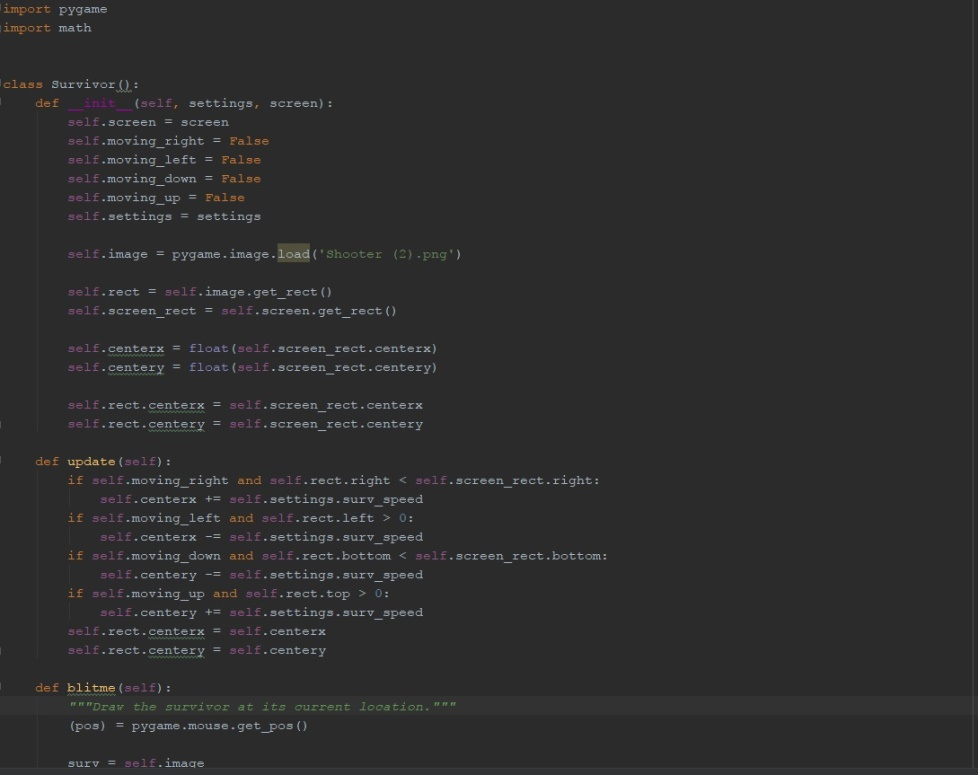 import pygame
import math
class Survivor():
def __init__(self, settings, screen):
self.screen = screen
self.moving_right = False
self.moving_left = False
self.moving_down = False
self.moving_up = False
self.settings = settings
self.image = pygame.image.load('Shooter (2).png')
self.rect = self.image.get_rect()
self.screen_rect = self.screen.get_rect()
self.centerx = float(self.screen_rect.centerx)
self.centery = float(self.screen_rect.centery)
self.rect.centerx = self.screen_rect.centerx
self.rect.centery = self.screen_rect.centery
def update(self):
if self.moving_right and self.rect.right < self.screen_rect.right:
self.centerx += self.settings.surv_speed
if self.moving_left and self.rect.left > 0:
self.centerx -= self.settings.surv_speed
if self.moving_down and self.rect.bottom < self.screen_rect.bottom:
self.centery -= self.settings.surv_speed
if self.moving_up and self.rect.top > 0:
self.centery += self.settings.surv_speed
self.rect.centerx = self.centerx
self.rect.centery = self.centery
def blitme(self):
"""Draw the survivor at its current location."""
(pos) = pygame.mouse.get_pos()
surv = self.image